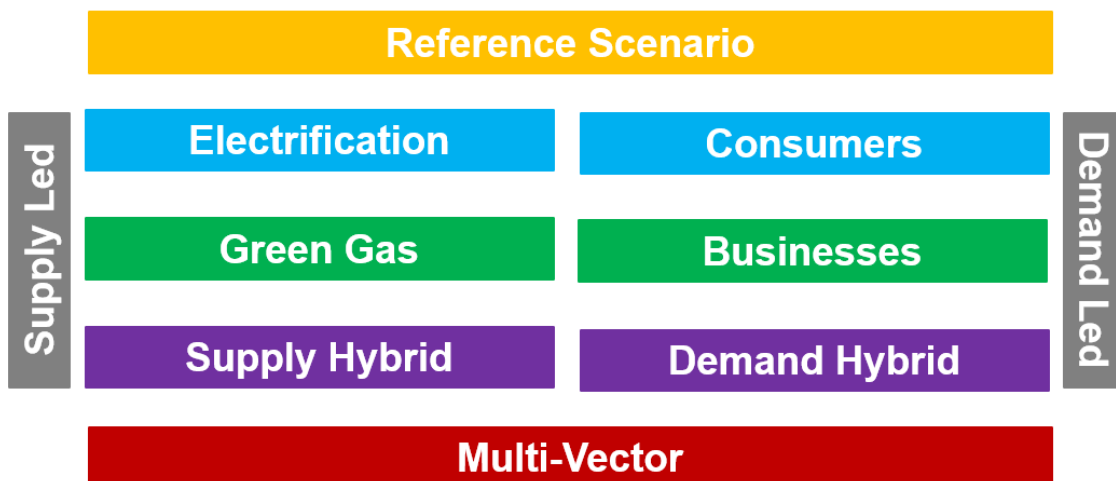 Reference Scenario
Supply Led
Electrification
Consumers
Green Gas
Businesses
Supply Hybrid
Demand Hybrid
Demand Led
Multi-Vector